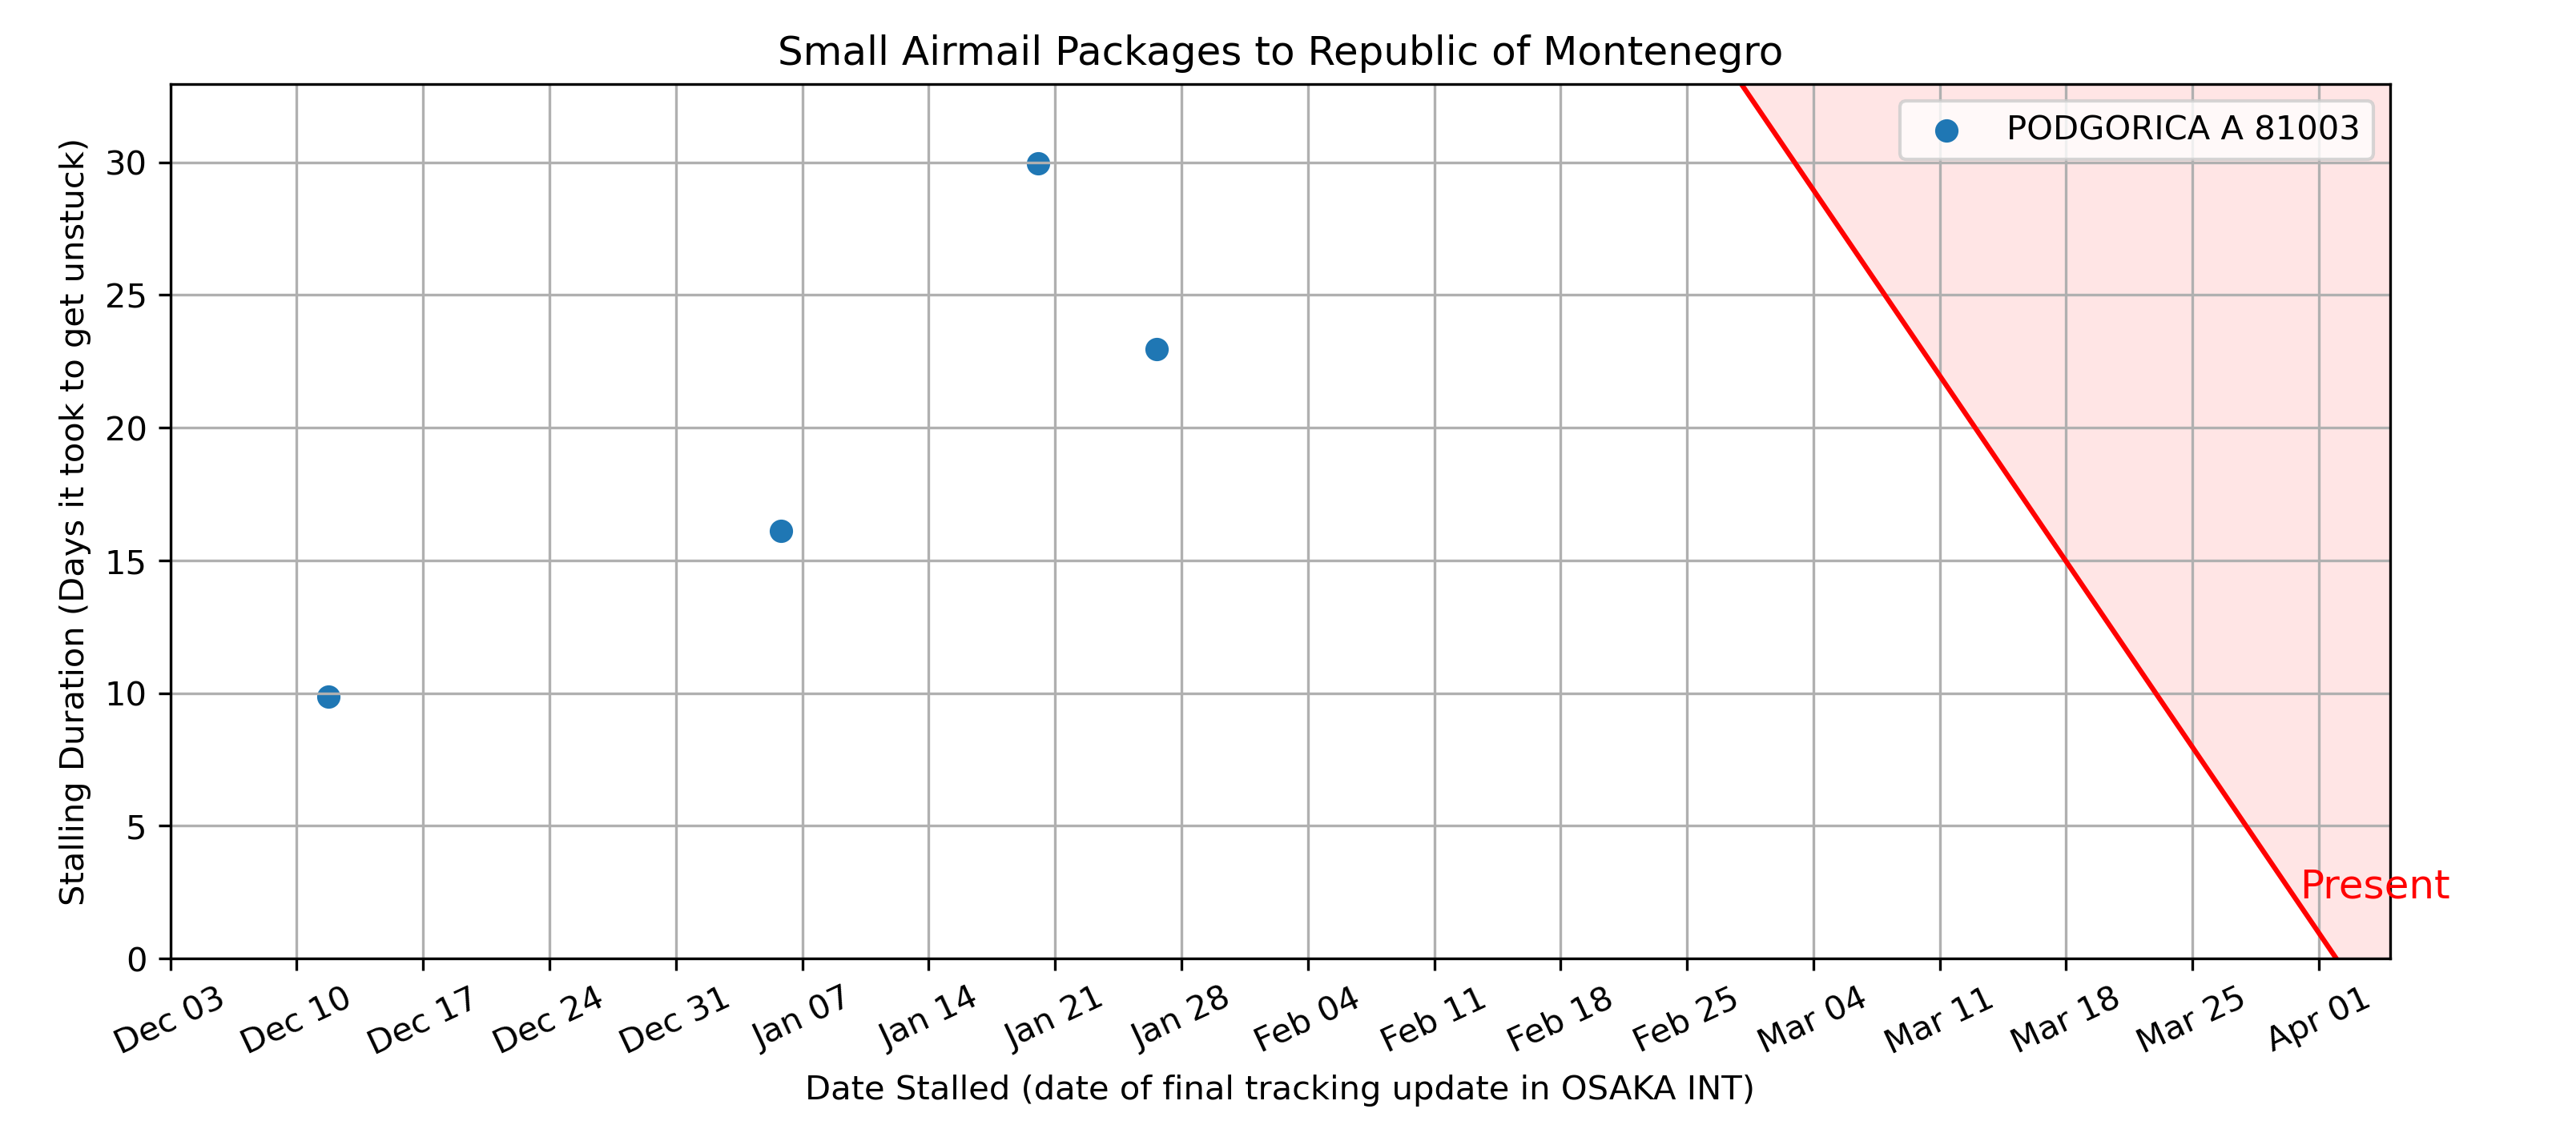 Small Airmail Packages to Republic of Montenegro
PODGORICA A 81003
Stalling Duration (Days it took to get unstuck)
30
25
20
15
10
5
0
Present
Dec 03
Dec 10
Dec 17
Dec 24
Dec 31
Jan 07
Jan 14
Jan 21
Jan 28
Feb 04
Feb 11
Feb 18
Feb 25
Mar 04
Mar 11
Mar 18
Mar 25
Apr 01
Date Stalled (date of final tracking update in OSAKA INT)